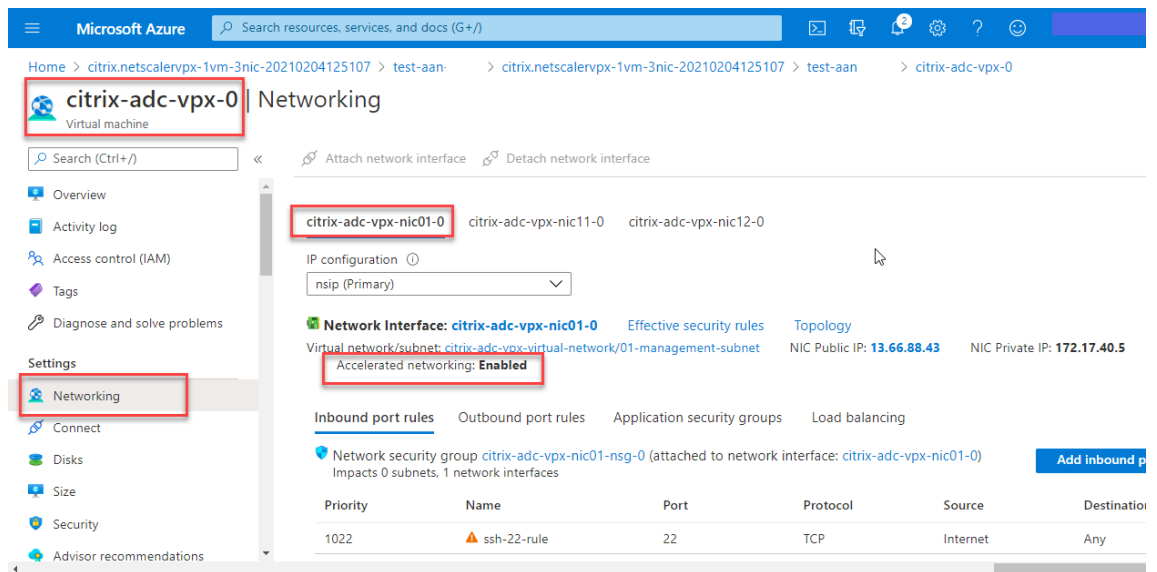 Microsoft Azure
Search resources, services, and docs (G+/)
2
Home > citrix.netscalervpx-1vm-3nic-20210204125107 > test-aan > citrix.netscalervpx-1vm-3nic-20210204125107 > test-aan > citrix-adc-vpx-0
citrix-adc-vpx-0 | Networking
Virtual machine
Search (Ctrl+/)
«
Attach network interface
Detach network interface
Overview
Activity log
Access control (IAM)
Tags
Diagnose and solve problems
Settings
Networking
Connect
Disks
Size
Security
Advisor recommendations
citrix-adc-vpx-nic01-0 citrix-adc-vpx-nic11-0 citrix-adc-vpx-nic12-0
IP configuration
nsip (Primary)
Network Interface: citrix-adc-vpx-nic01-0 Effective security rules Topology
Virtual network/subnet: citrix-adc-vpx-virtual-network/01-management-subnet NIC Public IP: 13.66.88.43 NIC Private IP: 172.17.40.5
Accelerated networking: Enabled
Inbound port rules Outbound port rules Application security groups Load balancing
Network security group citrix-adc-vpx-nic01-nsg-0 (attached to network interface: citrix-adc-vpx-nic01-0)
Impacts 0 subnets, 1 network interfaces
Add inbound p
Priority Name Port Protocol Source Destination
1022 ssh-22-rule 22 TCP Internet Any